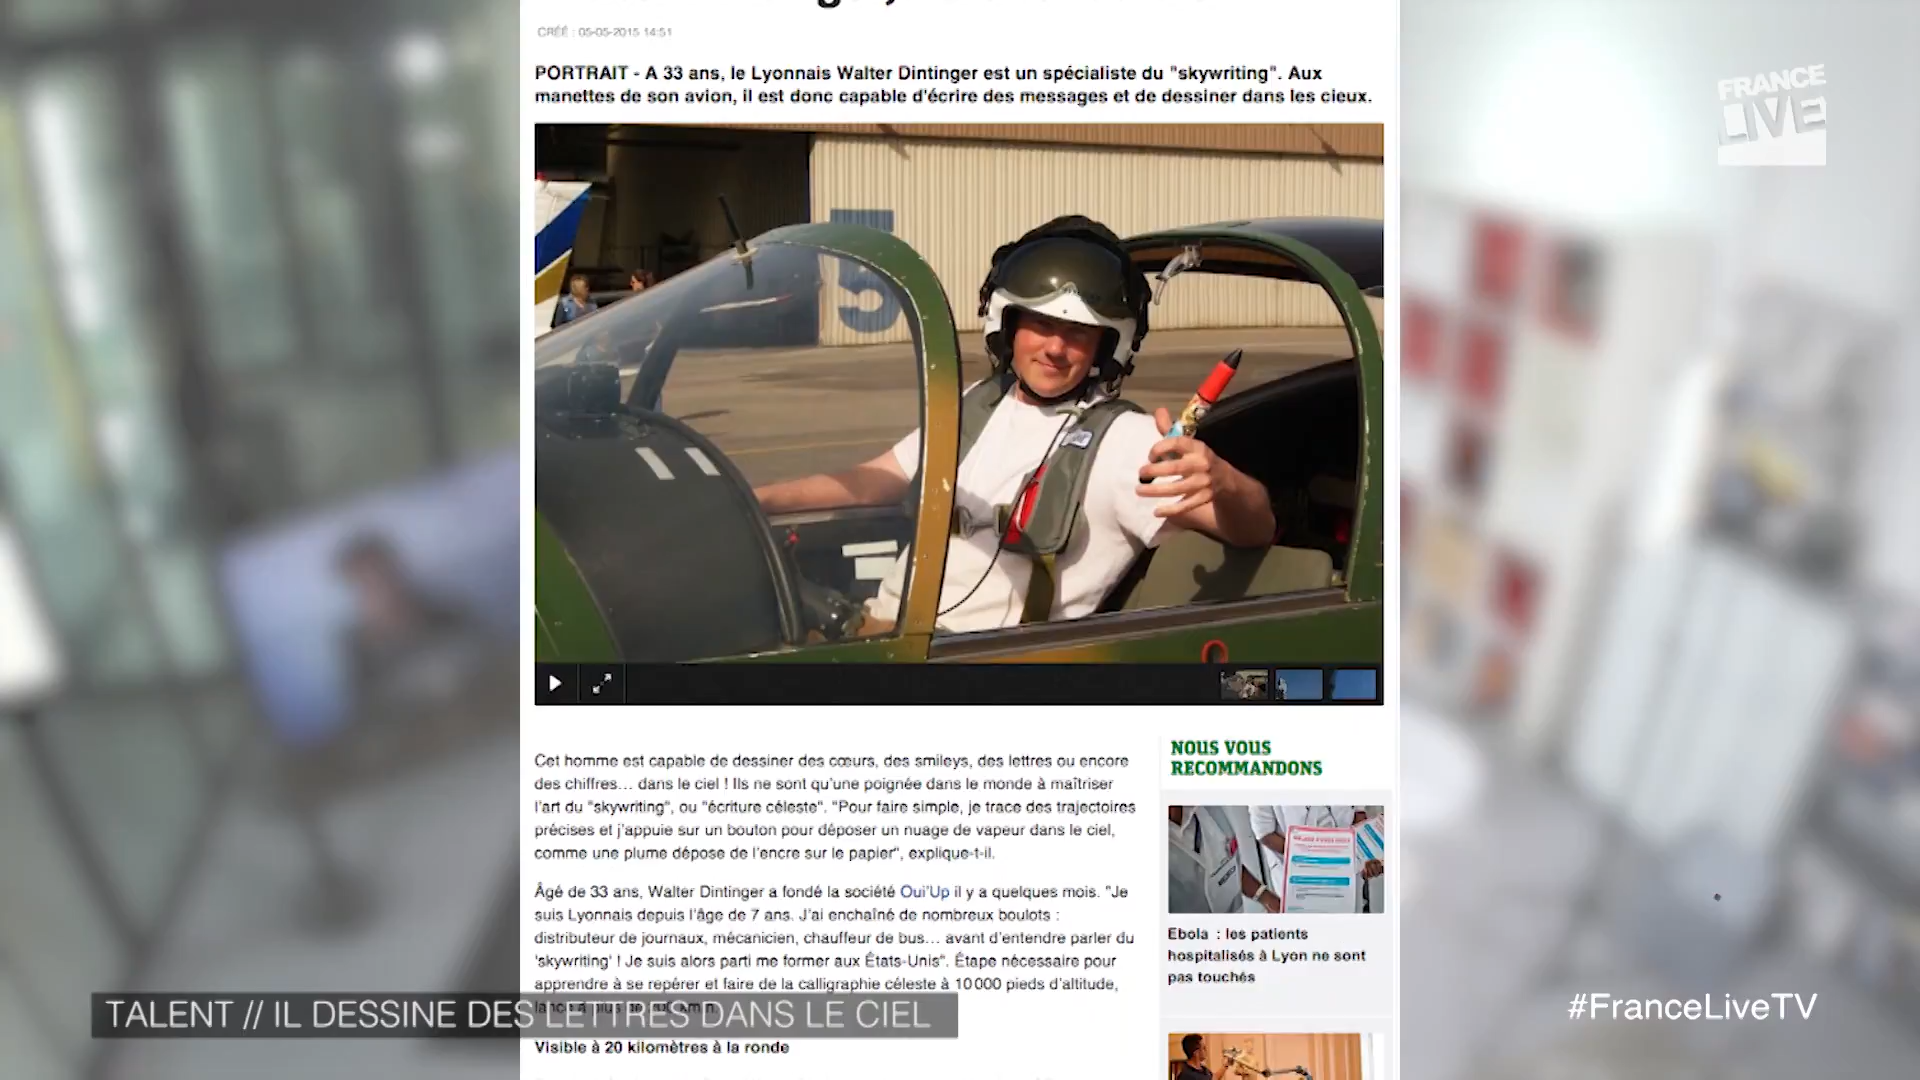 CRÉÉ : 05-05-2015 14:51
PORTRAIT - A 33 ans, le Lyonnais Walter Dintinger est un spécialiste du "skywriting". Aux
manettes de son avion, il est donc capable d'écrire des messages et de dessiner dans les cieux.
FRANCE
LIVE
5
Cet homme est capable de dessiner des cœurs, des smileys, des lettres ou encore
des chiffres… dans le ciel ! Ils ne sont qu'une poignée dans le monde à maîtriser
l'art du "skywriting", ou "écriture céleste". "Pour faire simple, je trace des trajectoires
précises et j'appuie sur un bouton pour déposer un nuage de vapeur dans le ciel,
comme une plume dépose de l'encre sur le papier", explique-t-il.
Âgé de 33 ans, Walter Dintinger a fondé la société Oui'Up il y a quelques mois. "Je
suis Lyonnais depuis l'âge de 7 ans. J'ai enchaîné de nombreux boulots :
distributeur de journaux, mécanicien, chauffeur de bus… avant d'entendre parler du
'skywriting' ! Je suis alors parti me former aux États-Unis". Étape nécessaire pour
apprendre à se repérer et faire de la calligraphie céleste à 10 000 pieds d'altitude,
Visible à 20 kilomètres à la ronde
NOUS VOUS
RECOMMANDONS
Ebola : les patients
hospitalisés à Lyon ne sont
pas touchés
TALENT // IL DESSINE DES LETTRES DANS LE CIEL
#FranceLiveTV